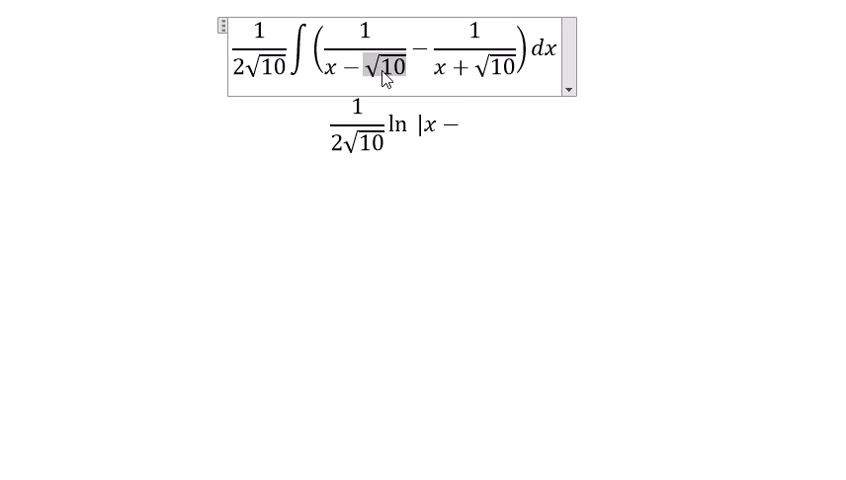 1/(2√10) ∫ (1/(x − √10) − 1/(x + √10)) dx
1/(2√10) ln |x −